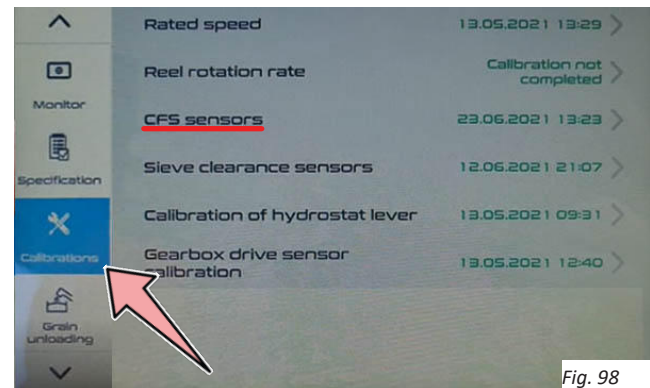 Rated speed
13.05.2021 13:29
Reel rotation rate
Calibration not
completed
Monitor
CFS sensors
23.06.2021 13:23
Specification
Sieve clearance sensors
12.06.2021 21:07
Calibration of hydrostat lever
13.05.2021 09:31
Calibrations
Gearbox drive sensor
calibration
13.05.2021 12:40
Grain
unloading
Fig. 98